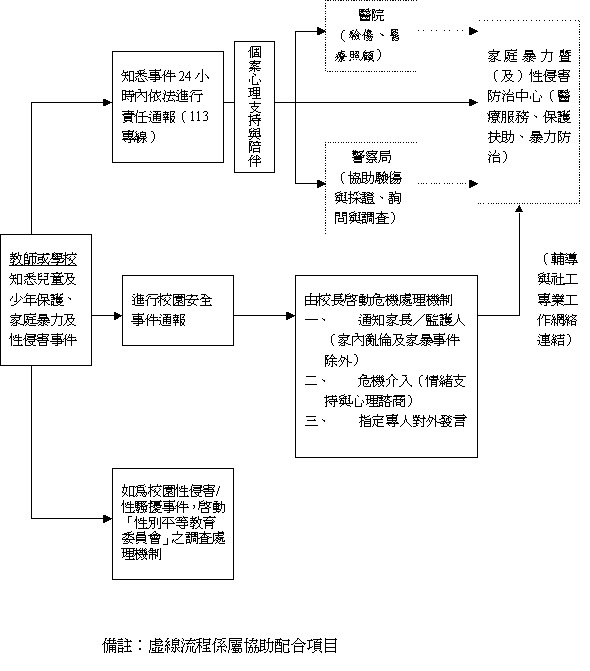 教師或學校
知悉兒童及
少年保護、
家庭暴力及
性侵害事件
知悉事件 24 小
時內依法進行
責任通報（113
專線）
個案心理支持與陪伴
醫院
（驗傷、醫
療照顧）
警察局
（協助驗傷
與採證、詢
問與調查）
家庭暴力暨
（及）性侵害
防治中心（醫
療服務、保護
扶助、暴力防
治）
進行校園安全
事件通報
由校長啓動危機處理機制
一、 通知家長／監護人
（家內亂倫及家暴事件
除外）
二、 危機介入（情緒支
持與心理諮商）
三、 指定專人對外發言
（輔導
與社工
專業工
作網絡
連結）
如爲校園性侵害/
性騷擾事件，啓動
「性別平等教育
委員會」之調查處
理機制
備註：虛線流程係屬協助配合項目